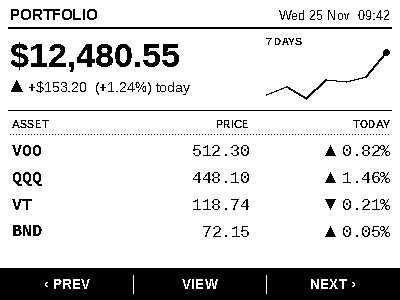 PORTFOLIO Wed 25 Nov 09:42
$12,480.55 7 DAYS
▲ +$153.20 (+1.24%) today
ASSET PRICE TODAY
VOO 512.30 ▲ 0.82%
QQQ 448.10 ▲ 1.46%
VT 118.74 ▼ 0.21%
BND 72.15 ▲ 0.05%
‹ PREV VIEW NEXT ›